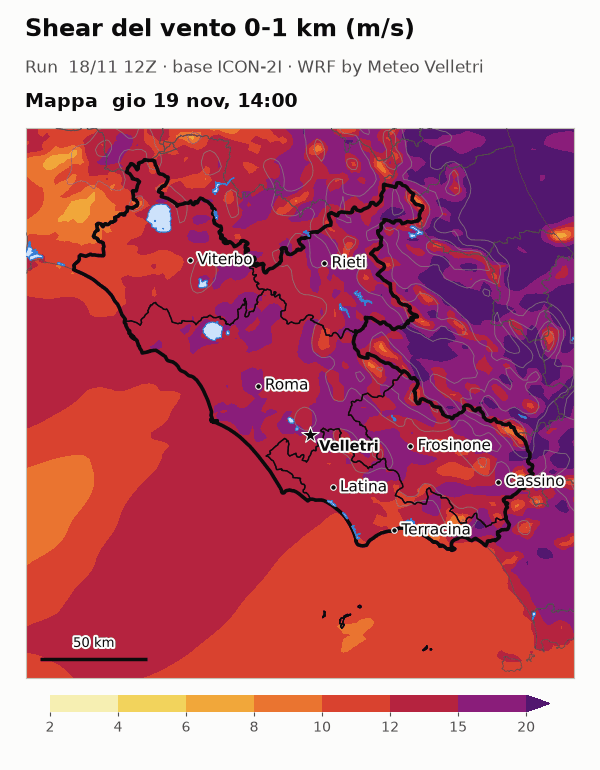 Shear del vento 0-1 km (m/s)
Run  18/11 12Z · base ICON-2I · WRF by Meteo Velletri
Mappa  gio 19 nov, 14:00
Viterbo
Rieti
Roma
Velletri
Frosinone
Latina
Cassino
Terracina
50 km
2 4 6 8 10 12 15 20